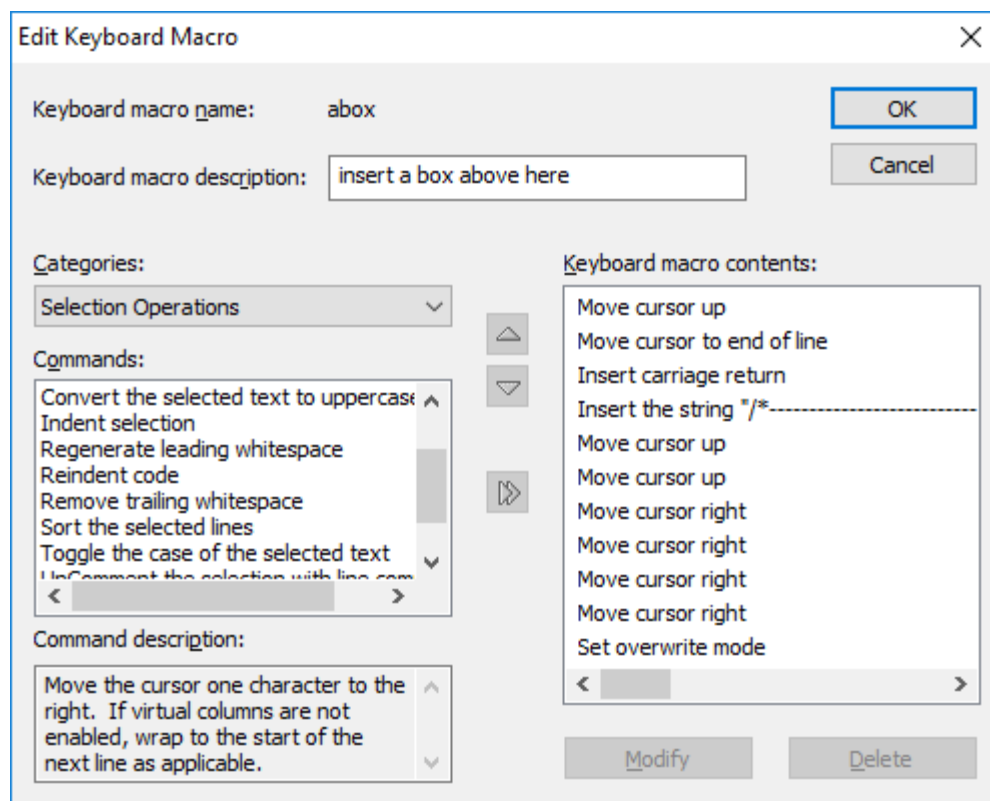 Edit Keyboard Macro
Keyboard macro name: abox
OK
Keyboard macro description: insert a box above here
Cancel
Categories:
Selection Operations
Commands:
Convert the selected text to uppercase
Indent selection
Regenerate leading whitespace
Reindent code
Remove trailing whitespace
Sort the selected lines
Toggle the case of the selected text
UnComment the selection with line com
Command description:
Move the cursor one character to the
right. If virtual columns are not
enabled, wrap to the start of the
next line as applicable.
Keyboard macro contents:
Move cursor up
Move cursor to end of line
Insert carriage return
Insert the string "/*--------------------------
Move cursor up
Move cursor up
Move cursor right
Move cursor right
Move cursor right
Move cursor right
Set overwrite mode
Modify
Delete